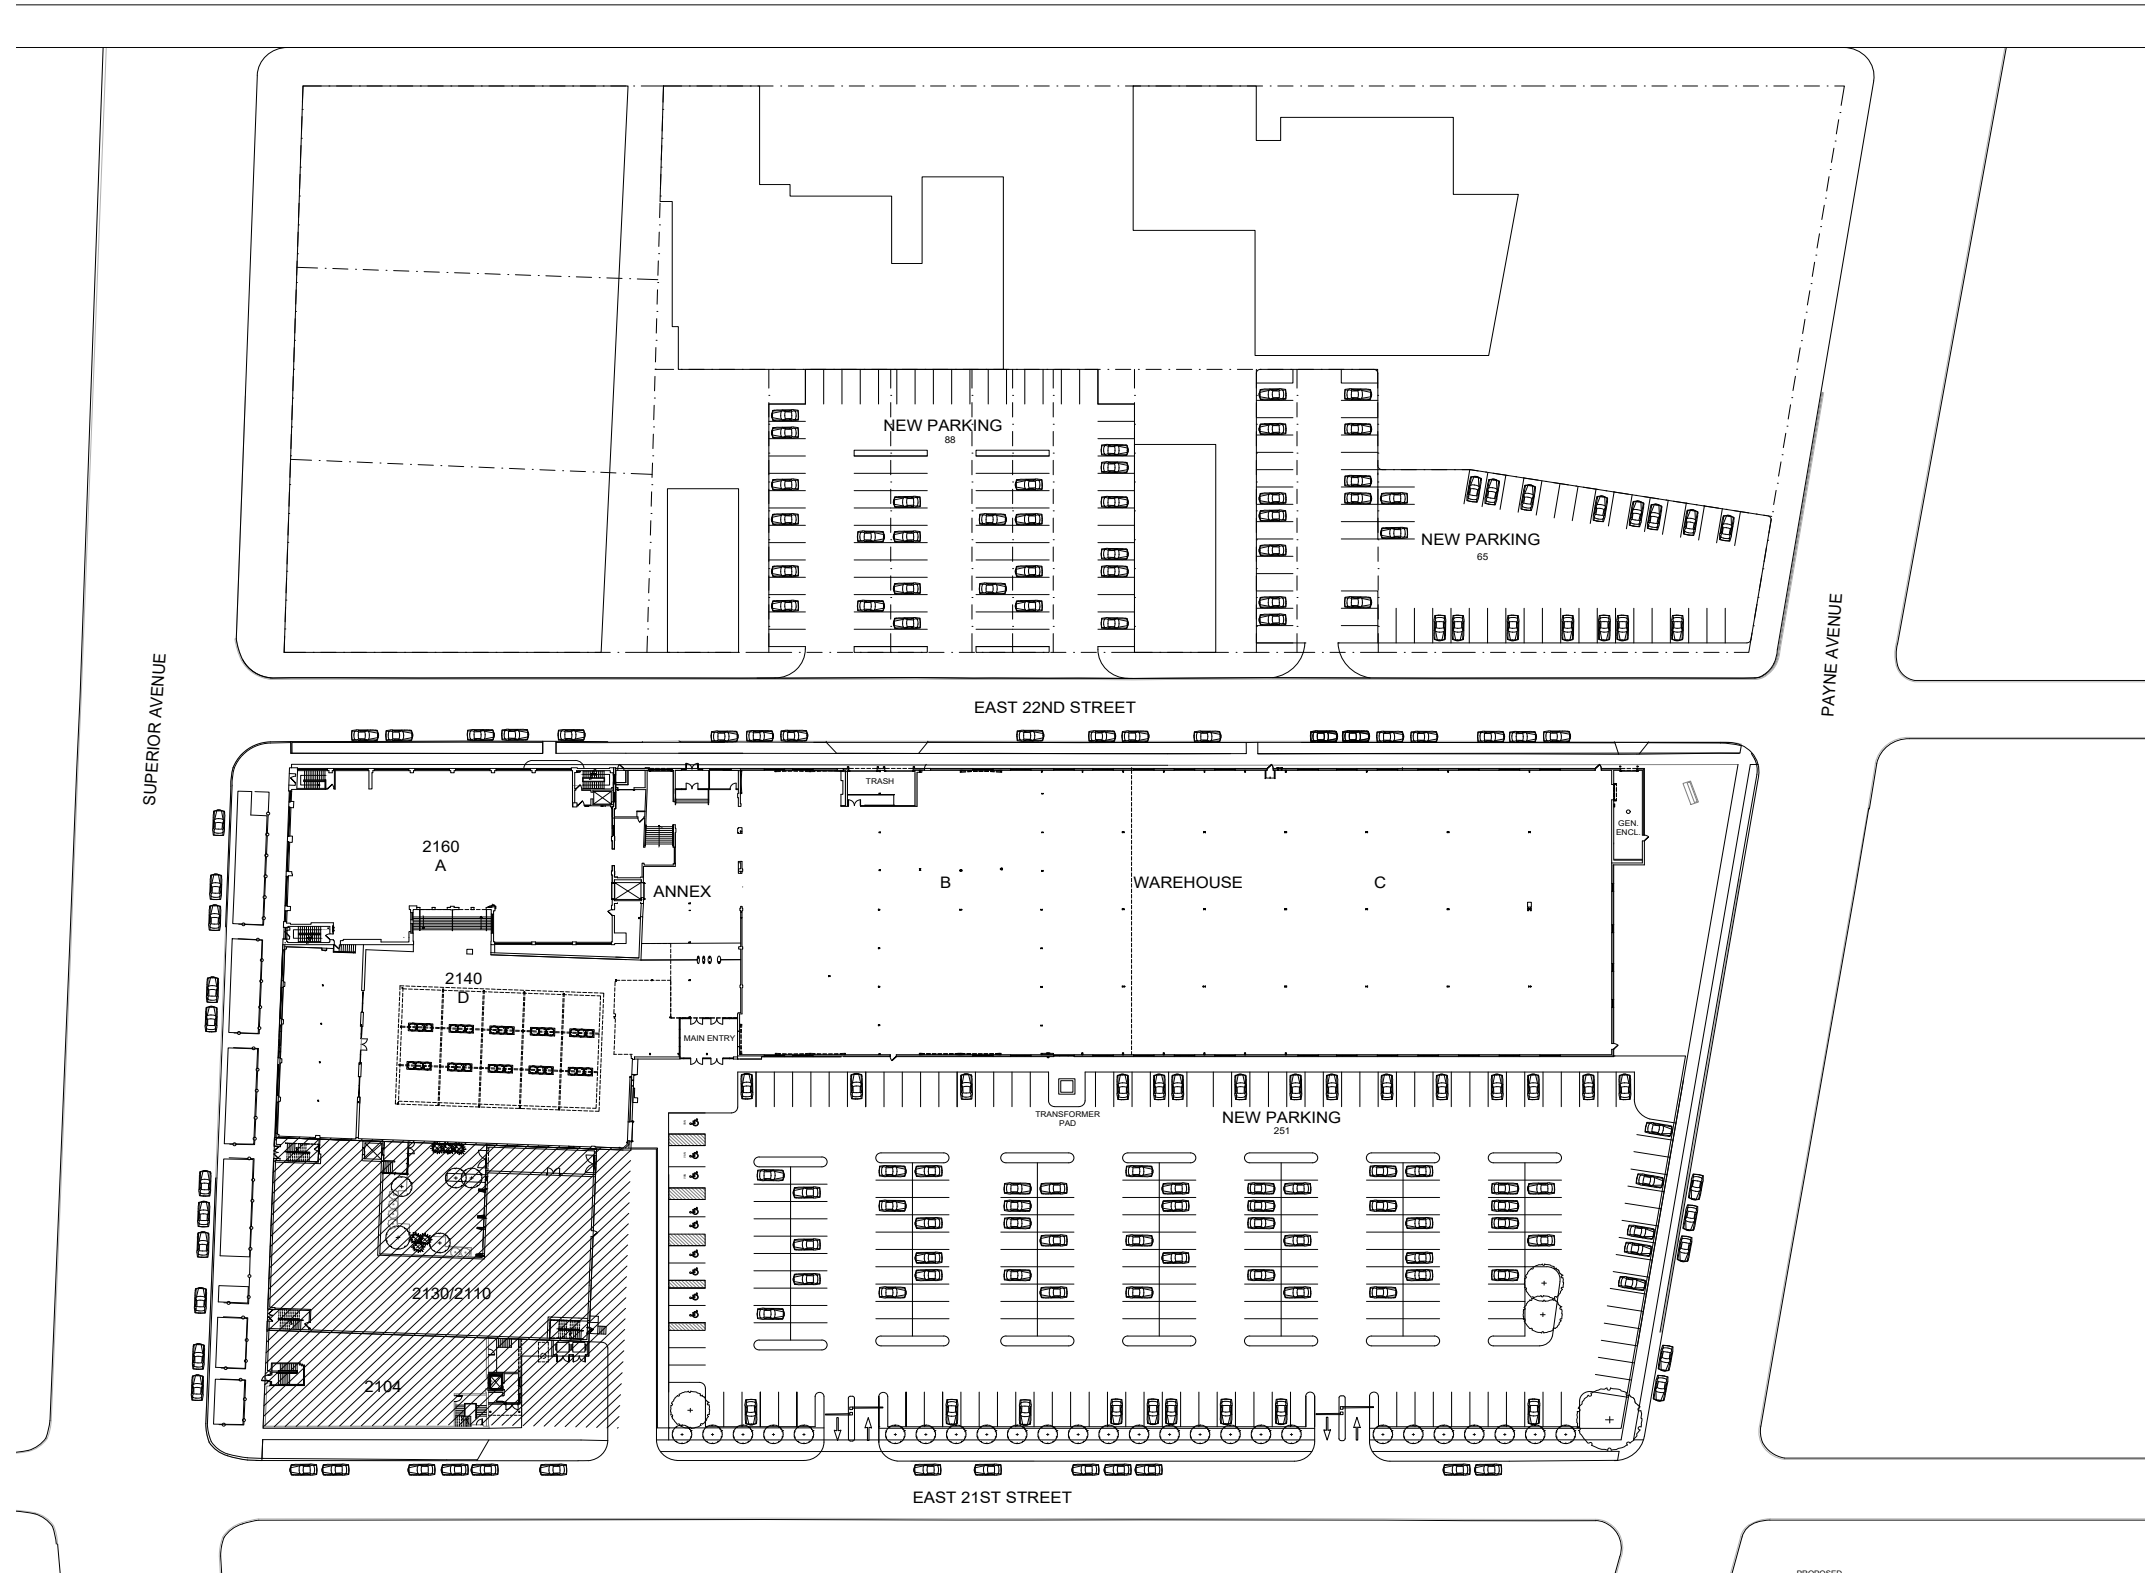 NEW PARKING
88
NEW PARKING
65
SUPERIOR AVENUE
PAYNE AVENUE
EAST 22ND STREET
TRASH
GEN.
ENCL.
2160
A
ANNEX
B
WAREHOUSE
C
2140
D
MAIN ENTRY
TRANSFORMER
PAD
NEW PARKING
251
2130/2110
2104
EAST 21ST STREET
PROPOSED